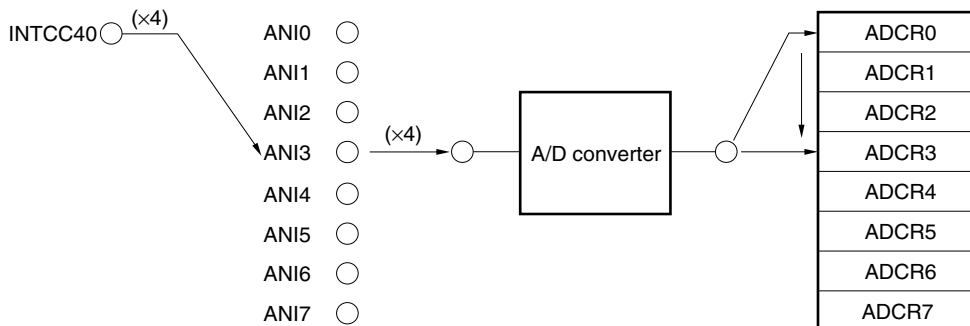 INTCC40
(×4)
ANI0
ANI1
ANI2
ANI3
ANI4
ANI5
ANI6
ANI7
(×4)
A/D converter
ADCR0
ADCR1
ADCR2
ADCR3
ADCR4
ADCR5
ADCR6
ADCR7